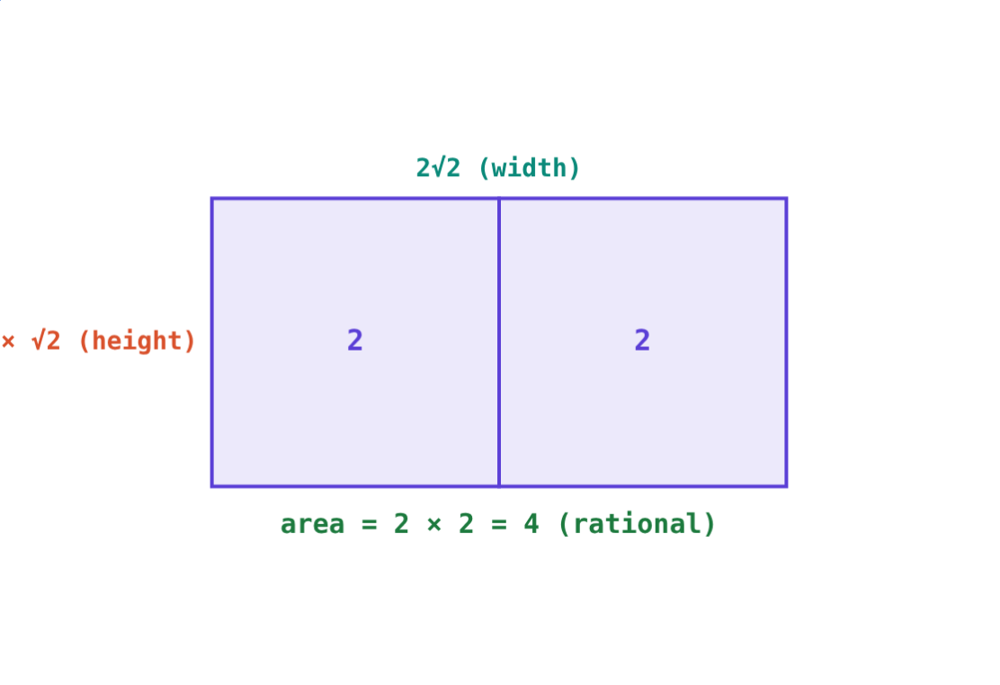 2√2 (width)
× √2 (height)
2
2
area = 2 × 2 = 4 (rational)